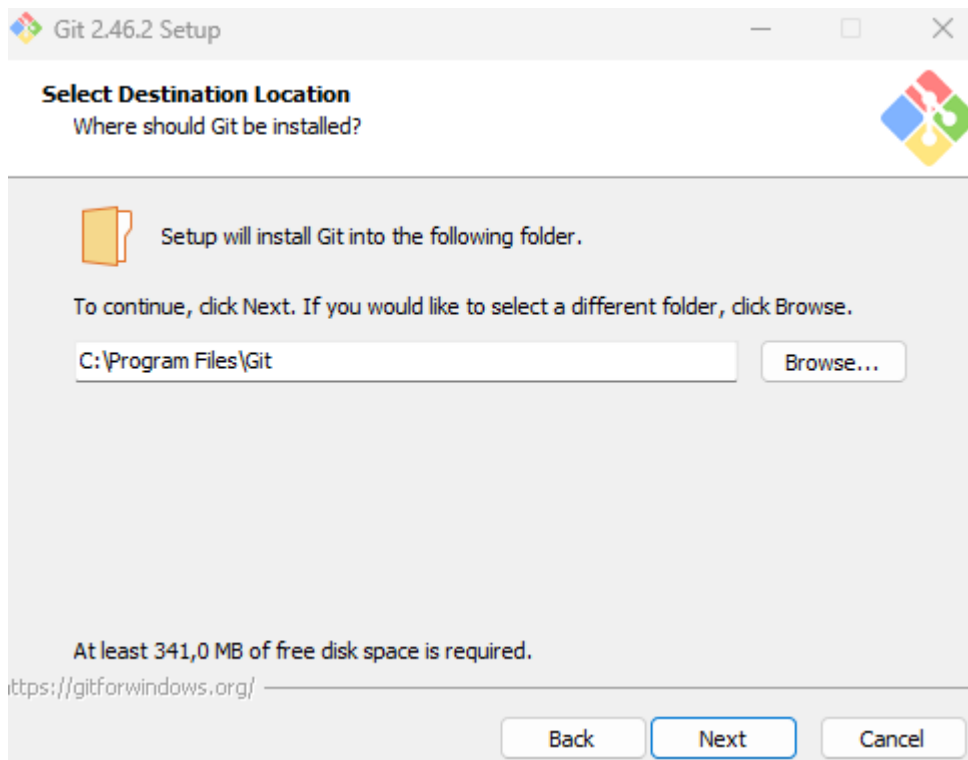 Git 2.46.2 Setup
Select Destination Location
Where should Git be installed?
Setup will install Git into the following folder.
To continue, click Next. If you would like to select a different folder, click Browse.
C:\Program Files\Git
Browse...
At least 341,0 MB of free disk space is required.
ttps://gitforwindows.org/
Back
Next
Cancel